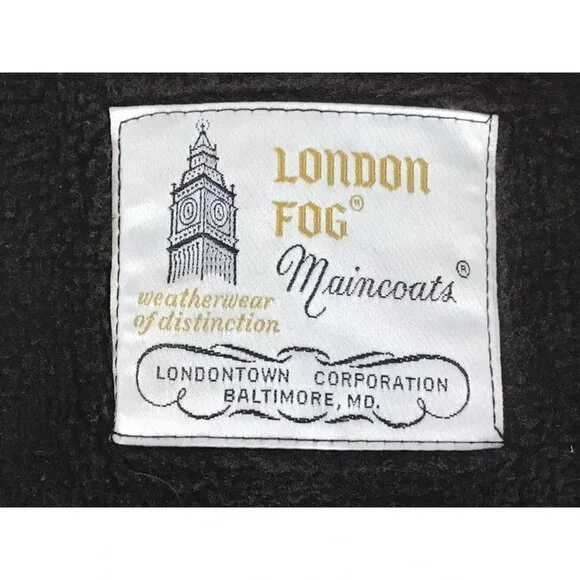 LONDON
FOG®
Maincoats®
weatherwear
of distinction
LONDONTOWN CORPORATION
BALTIMORE, MD.